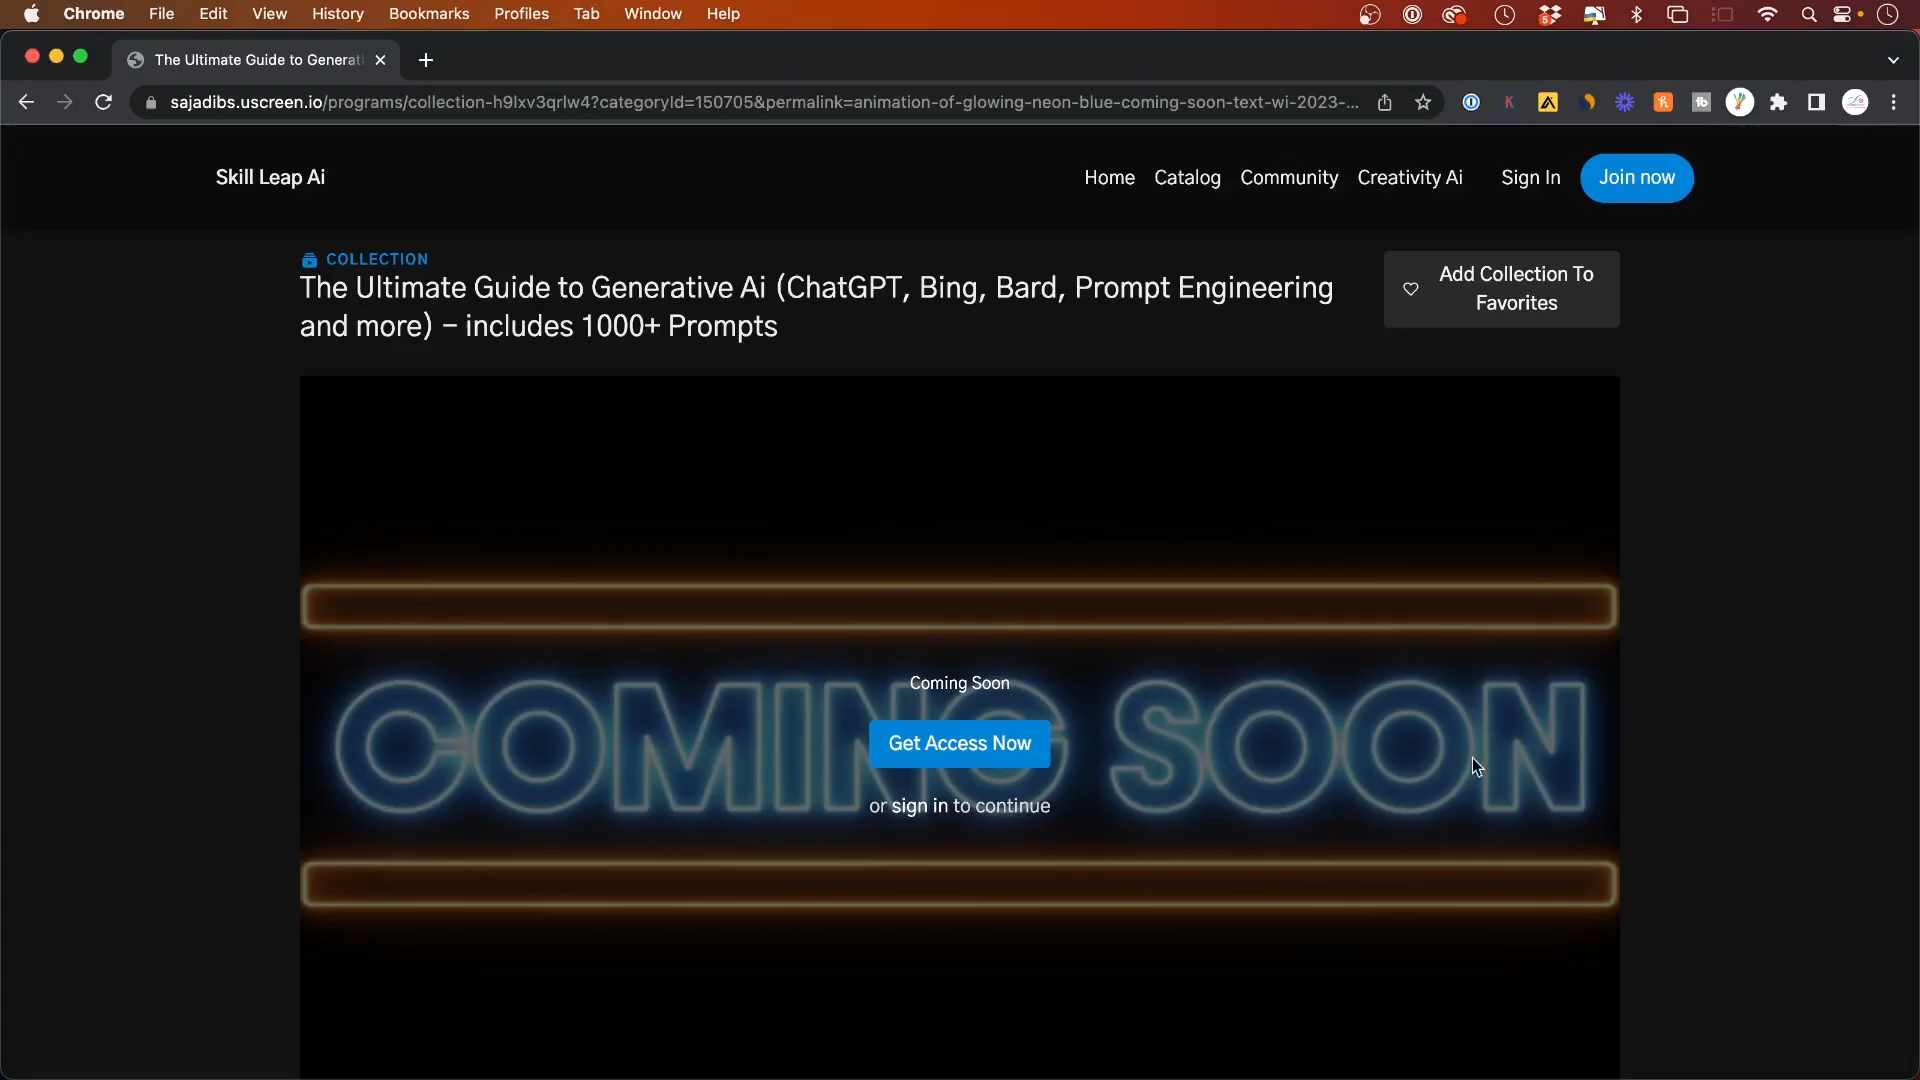 Chrome File Edit View History Bookmarks Profiles Tab Window Help
The Ultimate Guide to Generati
sajadibs.uscreen.io/programs/collection-h9lxv3qrlw4?categoryId=150705&permalink=animation-of-glowing-neon-blue-coming-soon-text-wi-2023-...
Skill Leap Ai
Home Catalog Community Creativity Ai Sign In Join now
COLLECTION
The Ultimate Guide to Generative Ai (ChatGPT, Bing, Bard, Prompt Engineering
and more) – includes 1000+ Prompts
Add Collection To
Favorites
COMING SOON
Coming Soon
Get Access Now
or sign in to continue